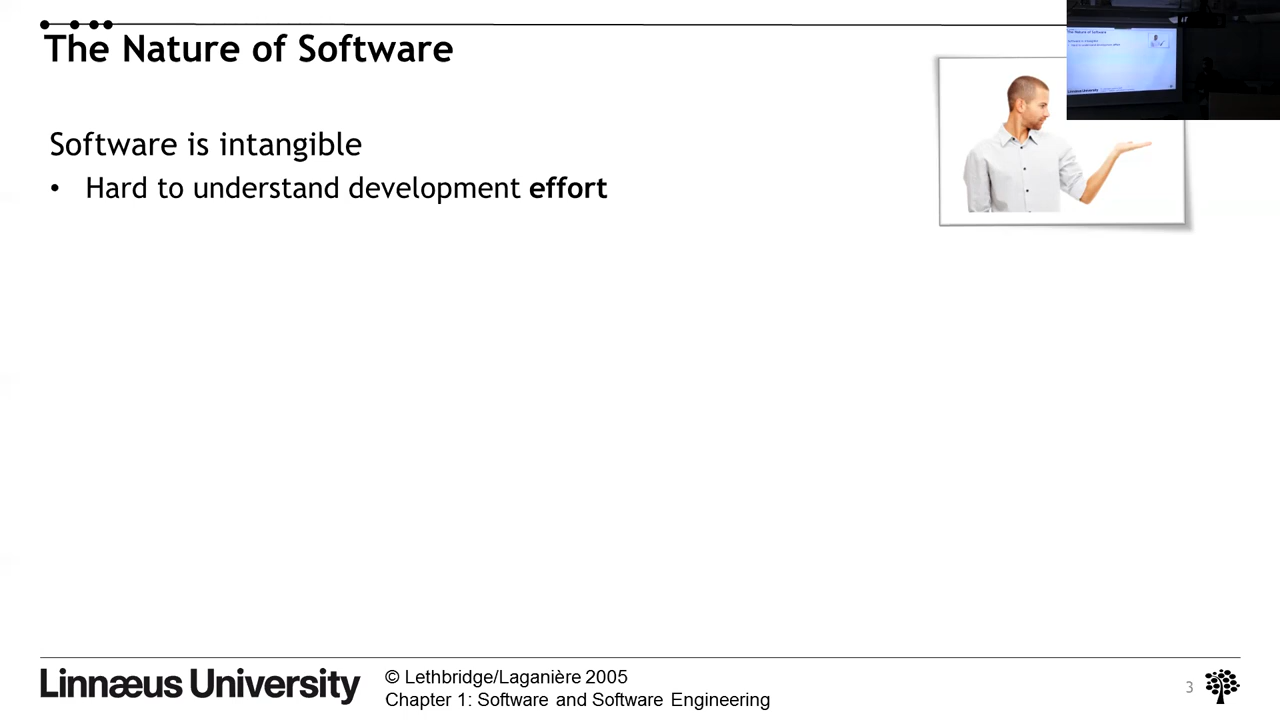 The Nature of Software
Software is intangible
• Hard to understand development effort
Linnæus University
© Lethbridge/Laganière 2005
Chapter 1: Software and Software Engineering
3